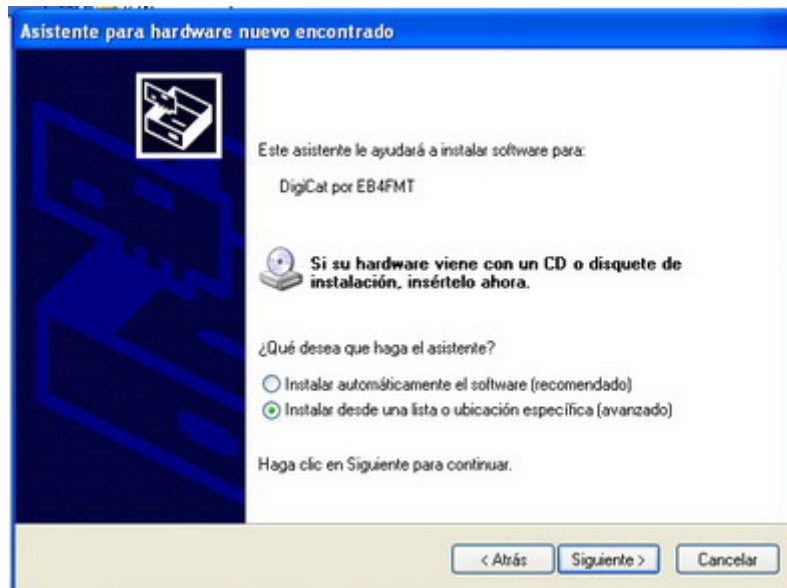 Asistente para hardware nuevo encontrado
Este asistente le ayudará a instalar software para:
DigiCat por EB4FMT
Si su hardware viene con un CD o disquete de
instalación, insértelo ahora.
¿Qué desea que haga el asistente?
Instalar automáticamente el software (recomendado)
Instalar desde una lista o ubicación específica (avanzado)
Haga clic en Siguiente para continuar.
< Atrás
Siguiente >
Cancelar